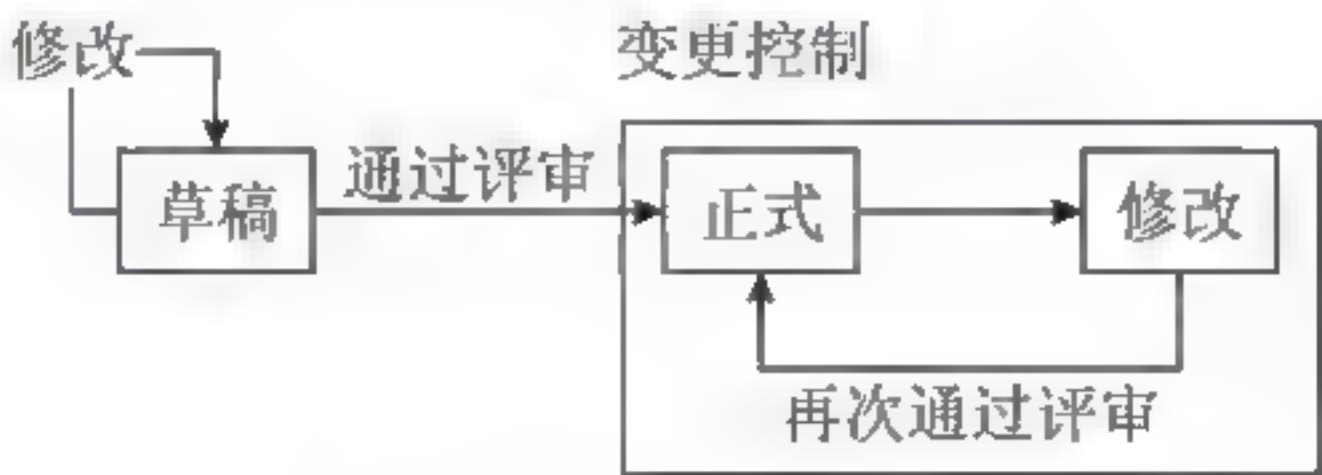 修改
变更控制
通过评审
草稿
正式
修改
再次通过评审